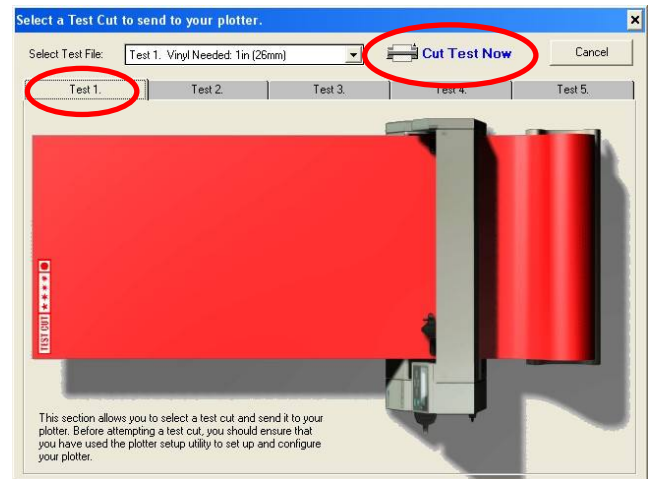 Select a Test Cut to send to your plotter.
Select Test File: Test 1. Vinyl Needed: 1in (26mm) Cut Test Now Cancel
Test 1. Test 2. Test 3. Test 4. Test 5.
TEST CUT
This section allows you to select a test cut and send it to your
plotter. Before attempting a test cut, you should ensure that
you have used the plotter setup utility to set up and configure
your plotter.